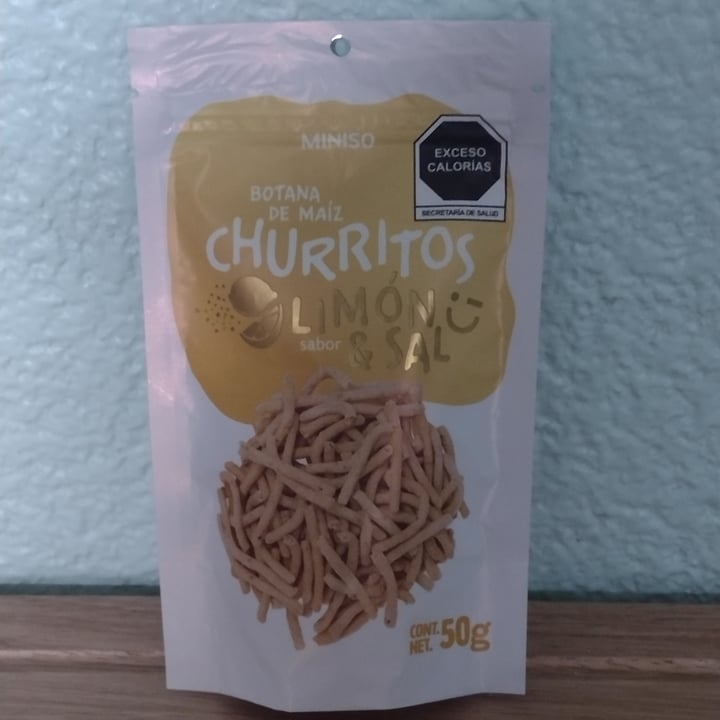 MINISO
EXCESO
CALORÍAS
SECRETARÍA DE SALUD
BOTANA
DE MAÍZ
CHURRITOS
LIMÓN
sabor & SAL
CONT. 50g
NET.